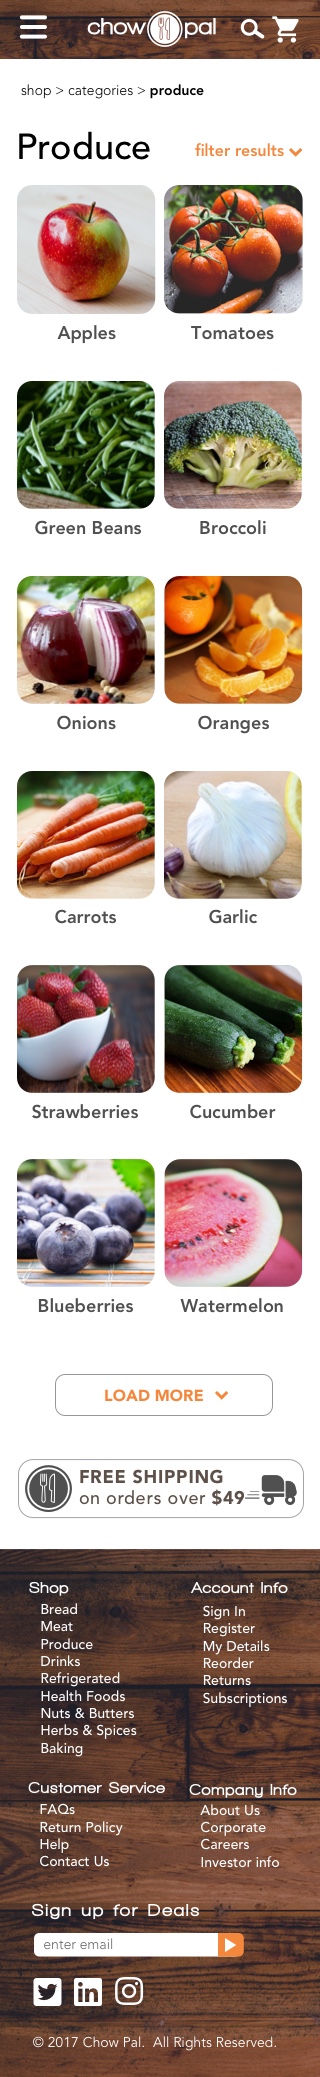 chow pal
shop > categories > produce
Produce
filter results
Apples
Tomatoes
Green Beans
Broccoli
Onions
Oranges
Carrots
Garlic
Strawberries
Cucumber
Blueberries
Watermelon
LOAD MORE
FREE SHIPPING
on orders over $49
Shop
Bread
Meat
Produce
Drinks
Refrigerated
Health Foods
Nuts & Butters
Herbs & Spices
Baking
Account Info
Sign In
Register
My Details
Reorder
Returns
Subscriptions
Customer Service
FAQs
Return Policy
Help
Contact Us
Company Info
About Us
Corporate
Careers
Investor info
Sign up for Deals
enter email
© 2017 Chow Pal. All Rights Reserved.